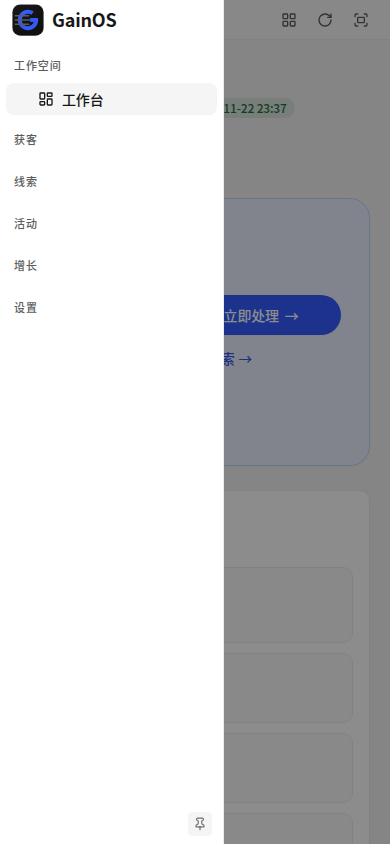 GainOS
工作空间
工作台
获客
线索
活动
增长
设置
11-22 23:37
立即处理 →
索 →